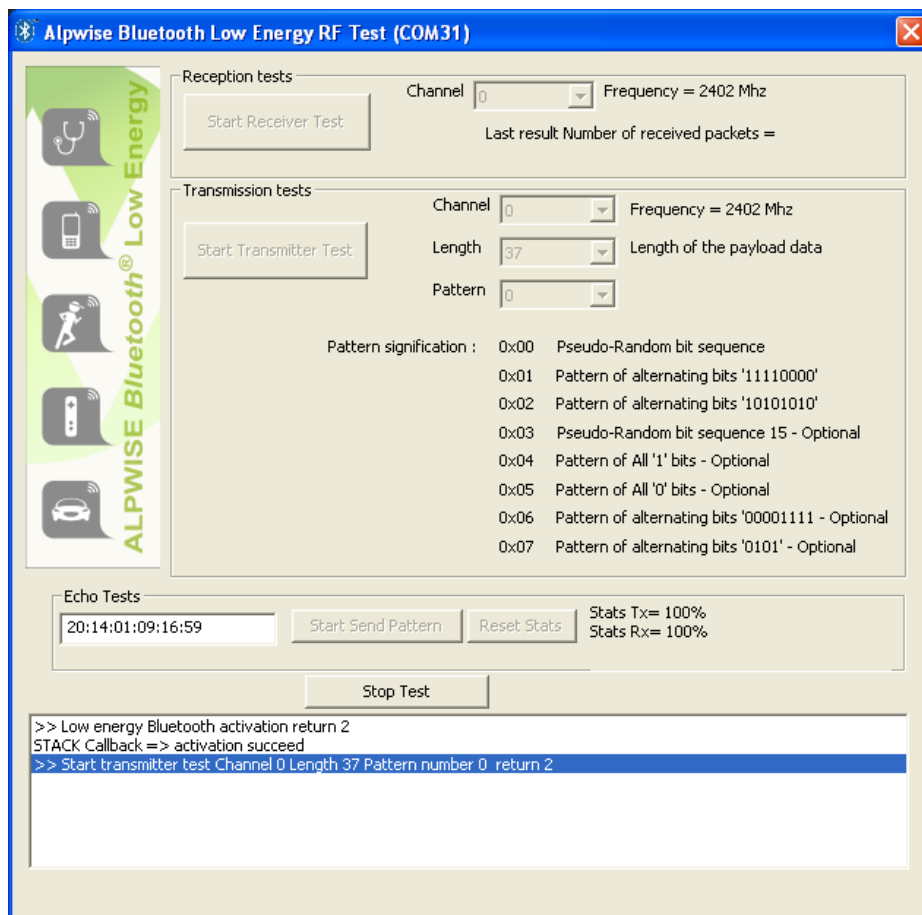 Alpwise Bluetooth Low Energy RF Test (COM31)
ALPWISE Bluetooth® Low Energy
Reception tests
Start Receiver Test
Channel 0 Frequency = 2402 Mhz
Last result Number of received packets =
Transmission tests
Start Transmitter Test
Channel 0 Frequency = 2402 Mhz
Length 37 Length of the payload data
Pattern 0
Pattern signification : 0x00 Pseudo-Random bit sequence
0x01 Pattern of alternating bits '11110000'
0x02 Pattern of alternating bits '10101010'
0x03 Pseudo-Random bit sequence 15 - Optional
0x04 Pattern of All '1' bits - Optional
0x05 Pattern of All '0' bits - Optional
0x06 Pattern of alternating bits '00001111 - Optional
0x07 Pattern of alternating bits '0101' - Optional
Echo Tests
20:14:01:09:16:59 Start Send Pattern Reset Stats
Stats Tx= 100%
Stats Rx= 100%
Stop Test
>> Low energy Bluetooth activation return 2
STACK Callback => activation succeed
>> Start transmitter test Channel 0 Length 37 Pattern number 0 return 2